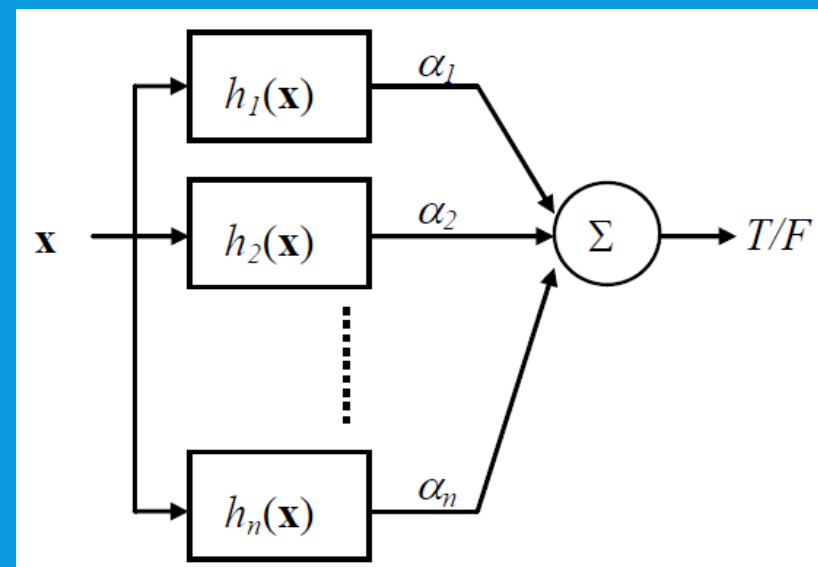 h₁(x)
α₁
x
h₂(x)
α₂
Σ
T/F
hₙ(x)
αₙ